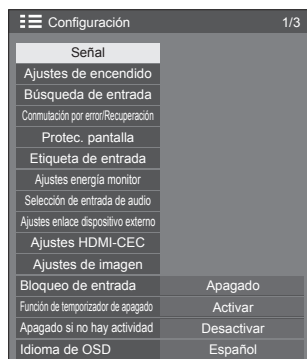 Configuración 1/3
Señal
Ajustes de encendido
Búsqueda de entrada
Conmutación por error/Recuperación
Protec. pantalla
Etiqueta de entrada
Ajustes energía monitor
Selección de entrada de audio
Ajustes enlace dispositivo externo
Ajustes HDMI-CEC
Ajustes de imagen
Bloqueo de entrada Apagado
Función de temporizador de apagado Activar
Apagado si no hay actividad Desactivar
Idioma de OSD Español